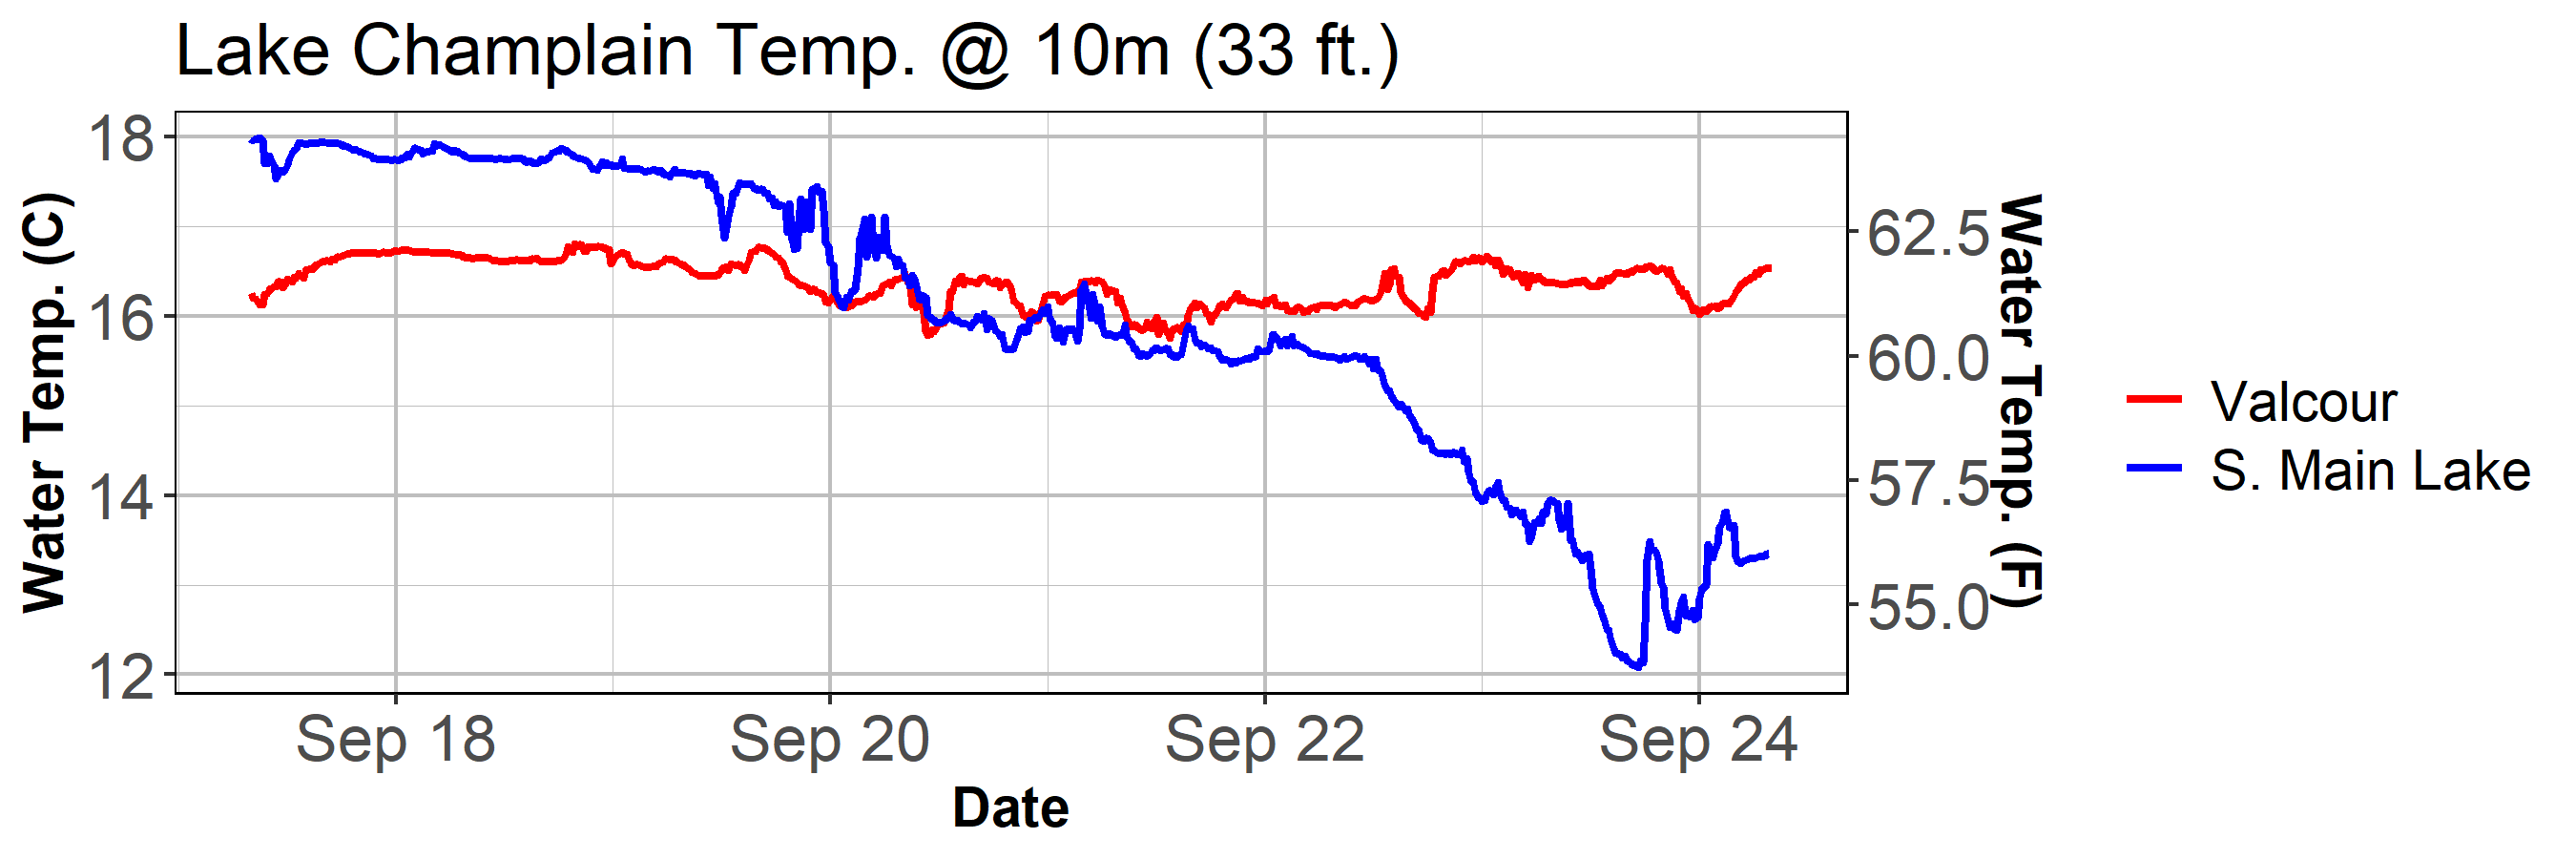 Lake Champlain Temp. @ 10m (33 ft.)
Water Temp. (C)
18
16
14
12
62.5
60.0
57.5
55.0
Water Temp. (F)
Sep 18
Sep 20
Sep 22
Sep 24
Date
Valcour
S. Main Lake